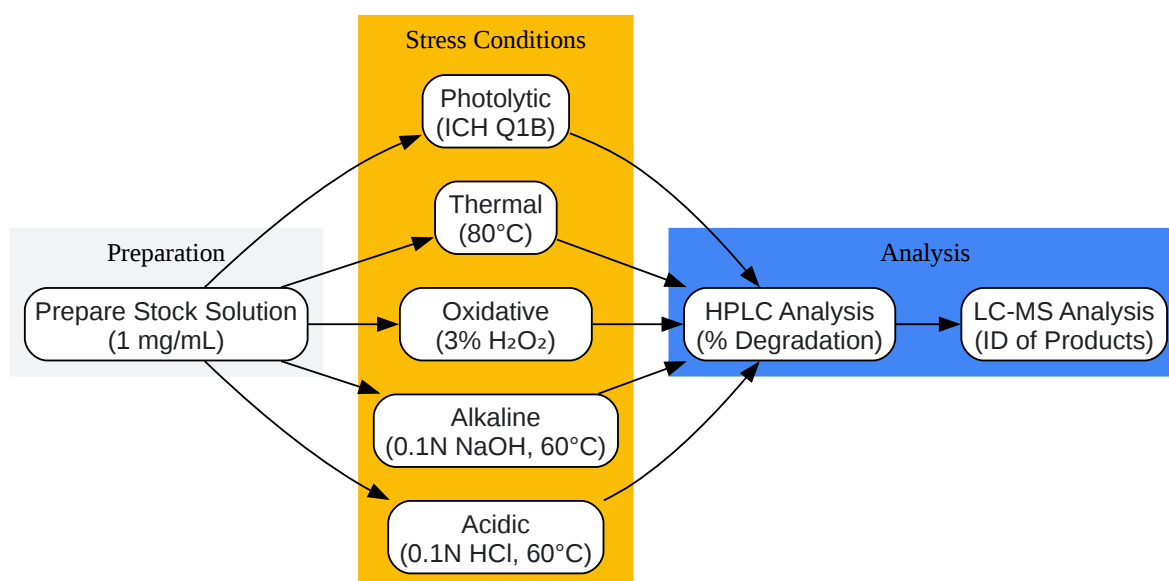 Stress Conditions
Photolytic
(ICH Q1B)
Thermal
(80°C)
Preparation
Analysis
Prepare Stock Solution
(1 mg/mL)
Oxidative
(3% H₂O₂)
HPLC Analysis
(% Degradation)
LC-MS Analysis
(ID of Products)
Alkaline
(0.1N NaOH, 60°C)
Acidic
(0.1N HCl, 60°C)